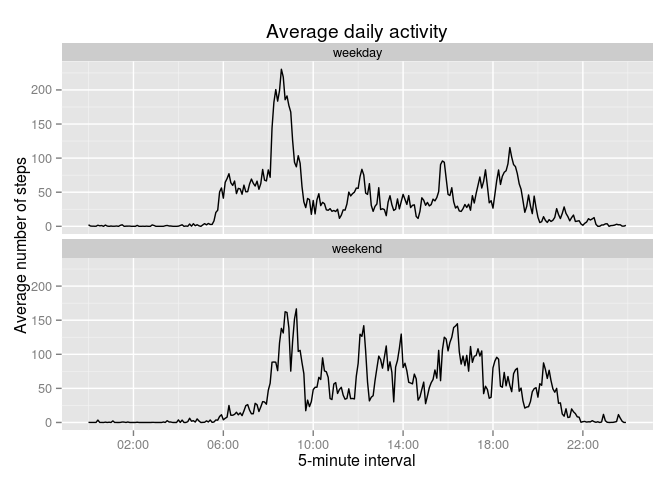 Average daily activity
weekday
200
150
100
50
0
Average number of steps
weekend
200
150
100
50
0
02:00 06:00 10:00 14:00 18:00 22:00
5-minute interval